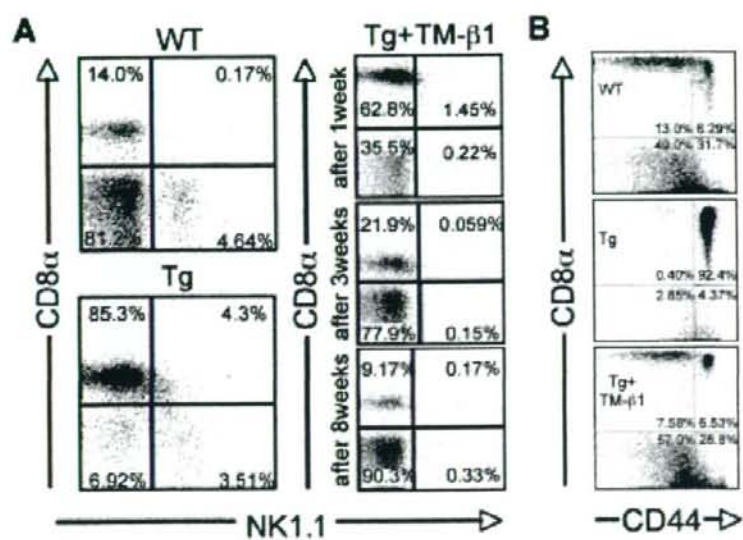 A
WT
14.0%
0.17%
81.2%
4.64%
Tg
85.3%
4.3%
6.92%
3.51%
CD8α
Tg+TM-β1
after 1week
62.8%
1.45%
35.5%
0.22%
after 3weeks
21.9%
0.059%
77.9%
0.15%
after 8weeks
9.17%
0.17%
90.3%
0.33%
CD8α
NK1.1
B
WT
13.0% 6.29%
49.0% 31.7%
Tg
0.40% 92.4%
2.85% 4.37%
Tg+
TM-β1
7.58% 6.53%
57.0% 28.8%
CD8α
CD44